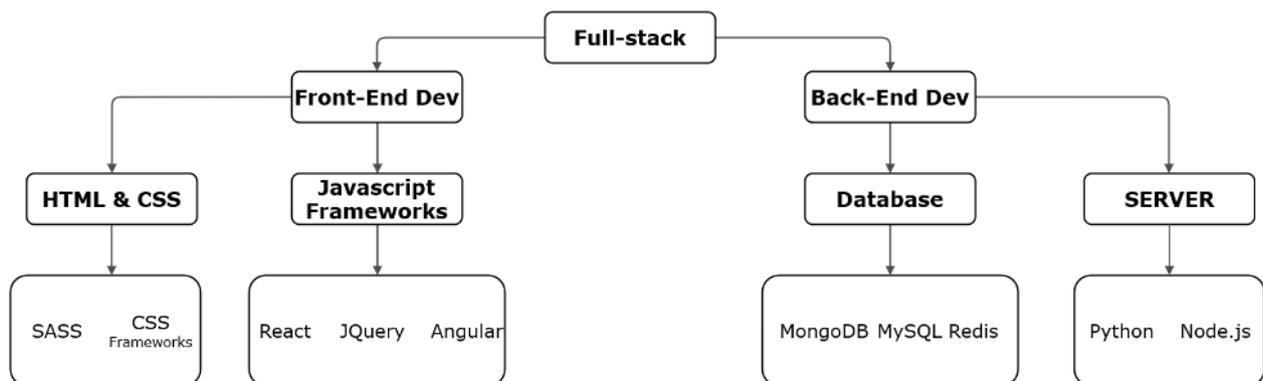 Full-stack
Front-End Dev
Back-End Dev
HTML & CSS
Javascript
Frameworks
Database
SERVER
SASS
CSS
Frameworks
React JQuery Angular
MongoDB MySQL Redis
Python Node.js